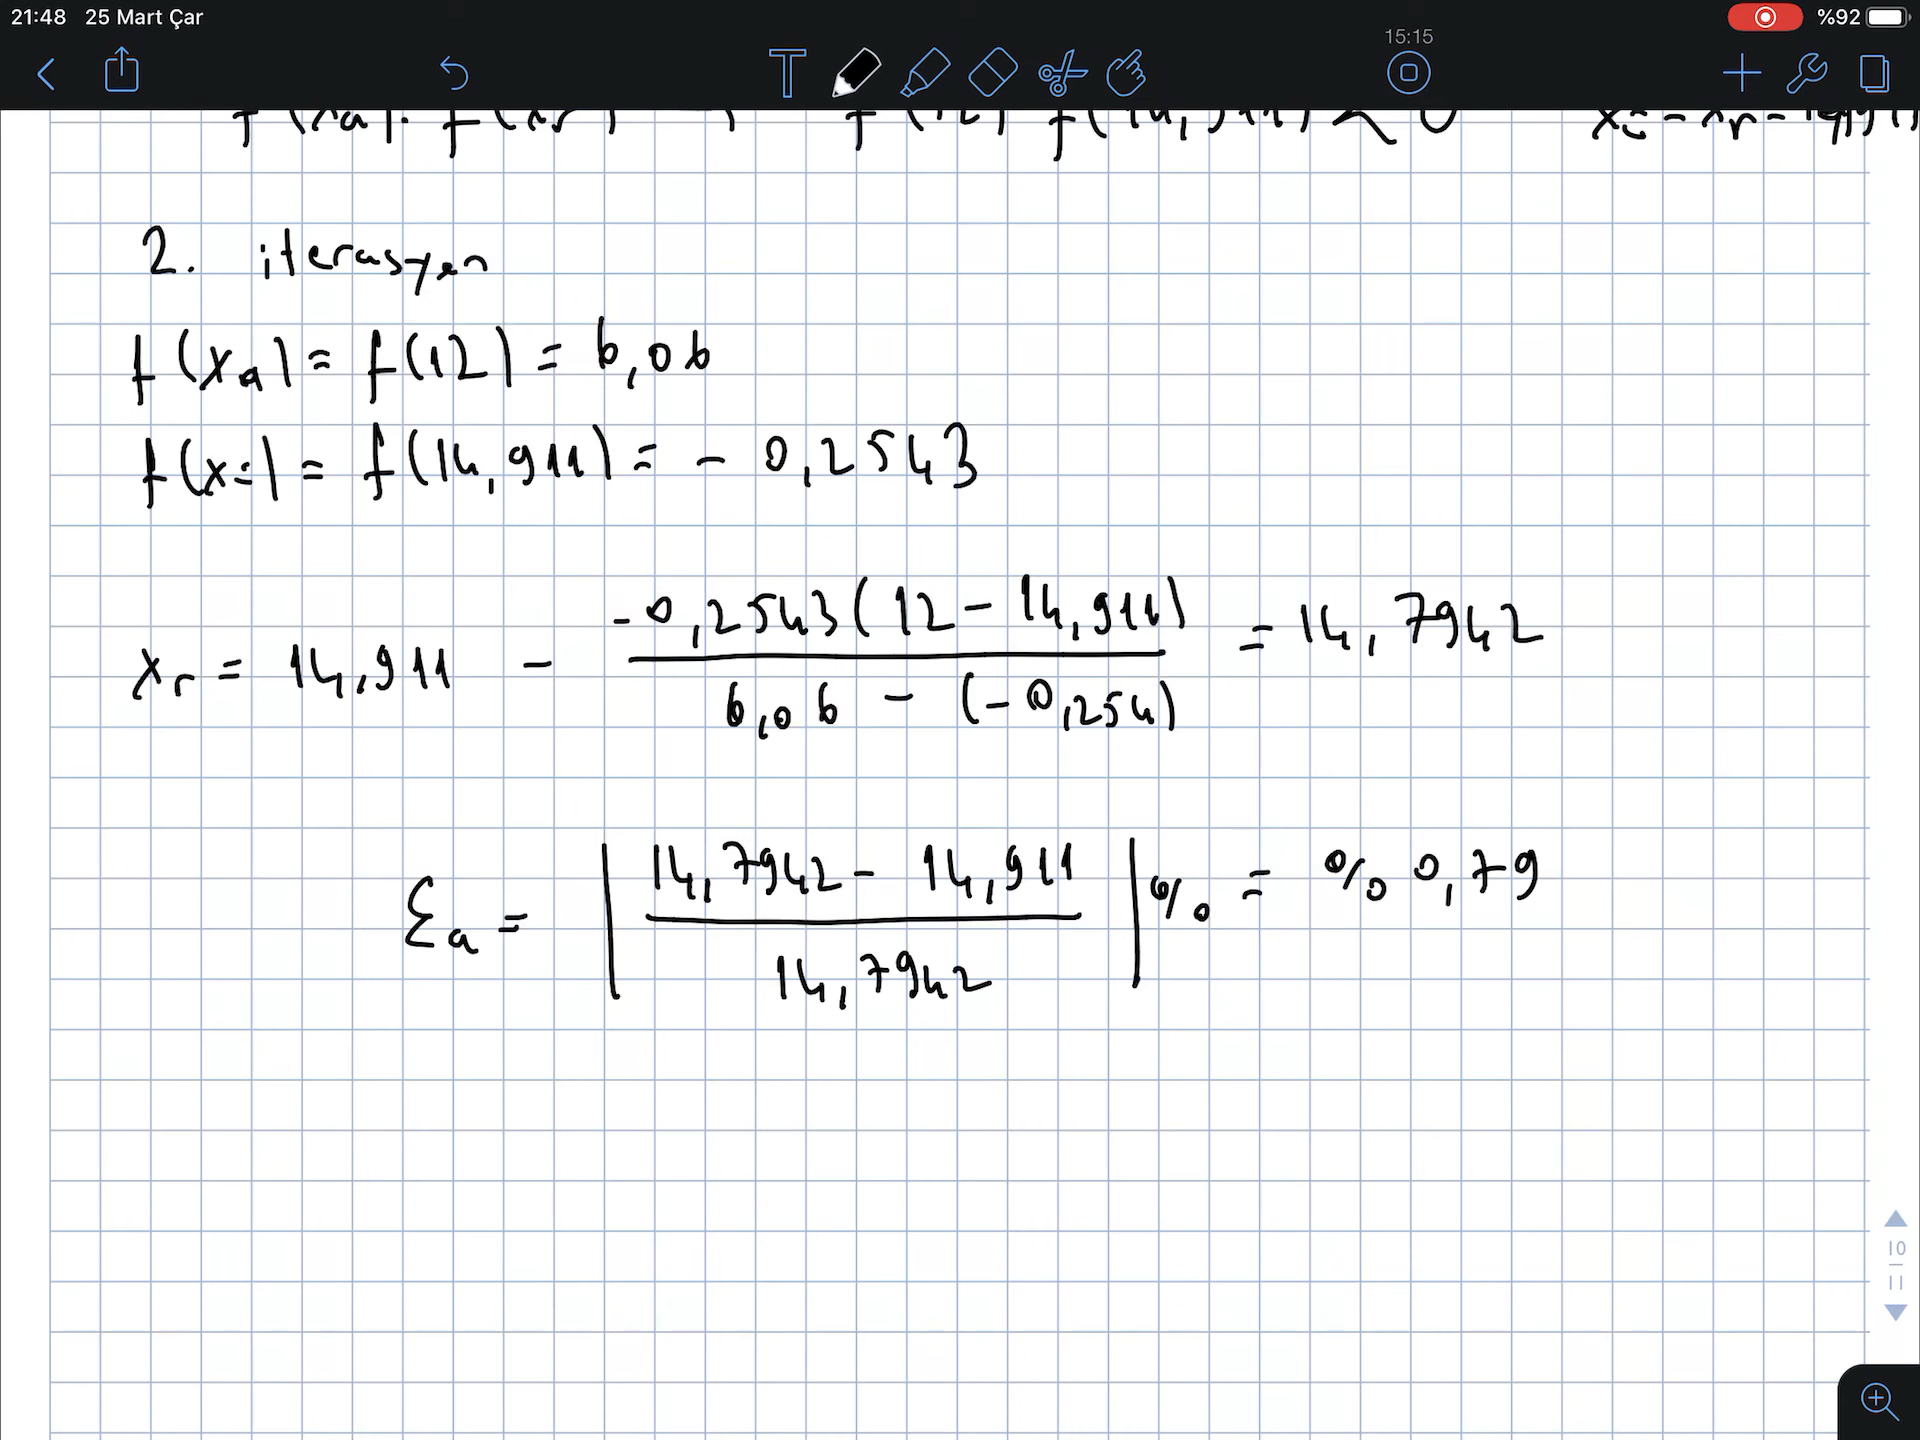 21:48 25 Mart Çar
%92
15:15
T
2. iterasyon
f(xa) = f(12) = 6,06
f(xü) = f(14,911) = - 0,2543
xr = 14,911 - -0,2543(12 - 14,911) / 6,06 - (-0,254) = 14,7942
Ea = | 14,7942 - 14,911 / 14,7942 | % = % 0,79
10
11